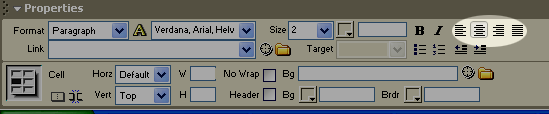 Properties
Format Paragraph A Verdana, Arial, Helv Size 2 B I
Link Target
Cell Horz Default W No Wrap Bg
Vert Top H Header Bg Brdr